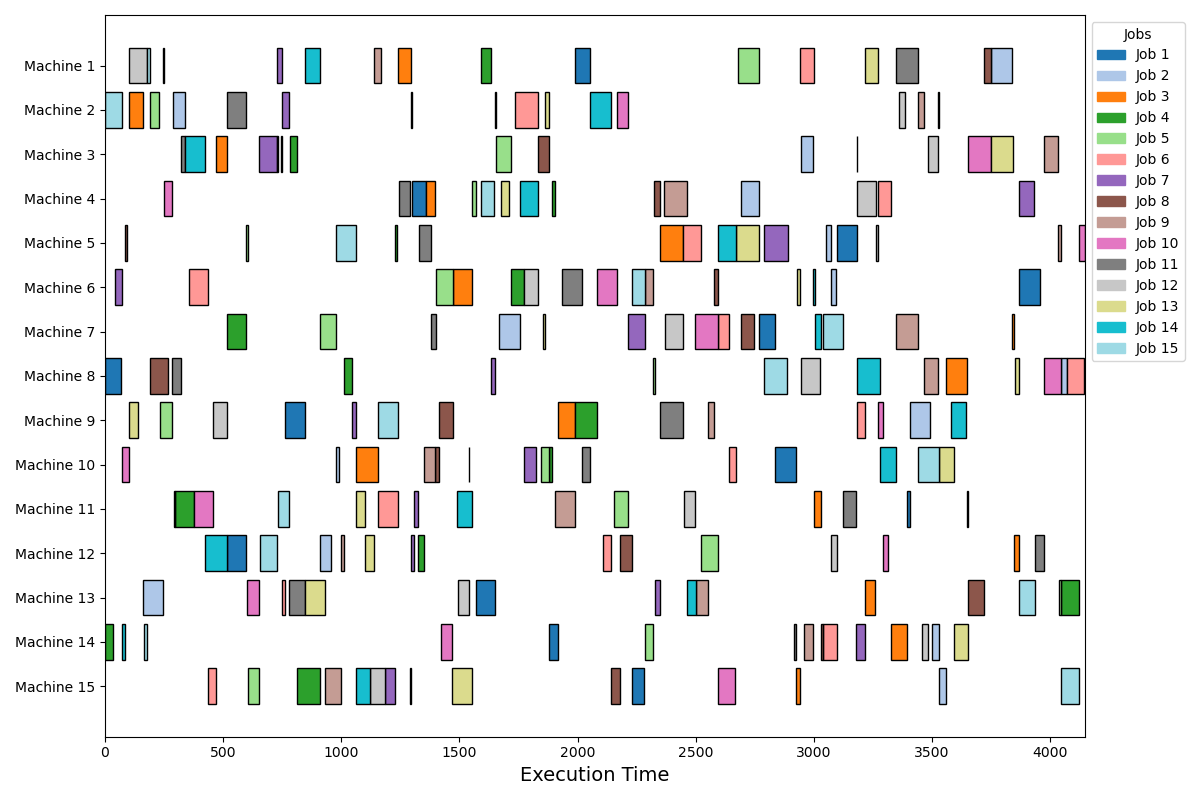 Machine 1
Machine 2
Machine 3
Machine 4
Machine 5
Machine 6
Machine 7
Machine 8
Machine 9
Machine 10
Machine 11
Machine 12
Machine 13
Machine 14
Machine 15
0 500 1000 1500 2000 2500 3000 3500 4000
Execution Time
Jobs
Job 1
Job 2
Job 3
Job 4
Job 5
Job 6
Job 7
Job 8
Job 9
Job 10
Job 11
Job 12
Job 13
Job 14
Job 15